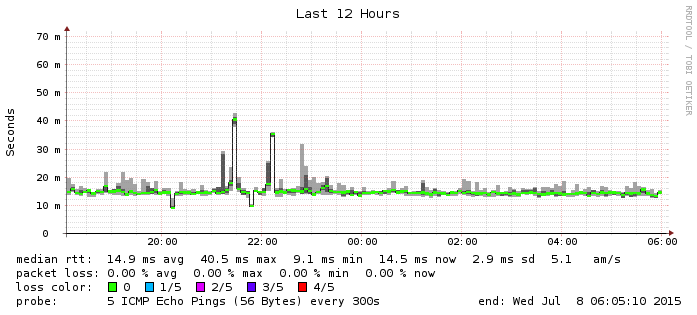 Last 12 Hours
RRDTOOL / TOBI OETIKER
Seconds
70 m
60 m
50 m
40 m
30 m
20 m
10 m
0
20:00 22:00 00:00 02:00 04:00 06:00
median rtt: 14.9 ms avg 40.5 ms max 9.1 ms min 14.5 ms now 2.9 ms sd 5.1 am/s
packet loss: 0.00 % avg 0.00 % max 0.00 % min 0.00 % now
loss color: 0 1/5 2/5 3/5 4/5
probe: 5 ICMP Echo Pings (56 Bytes) every 300s end: Wed Jul 8 06:05:10 2015